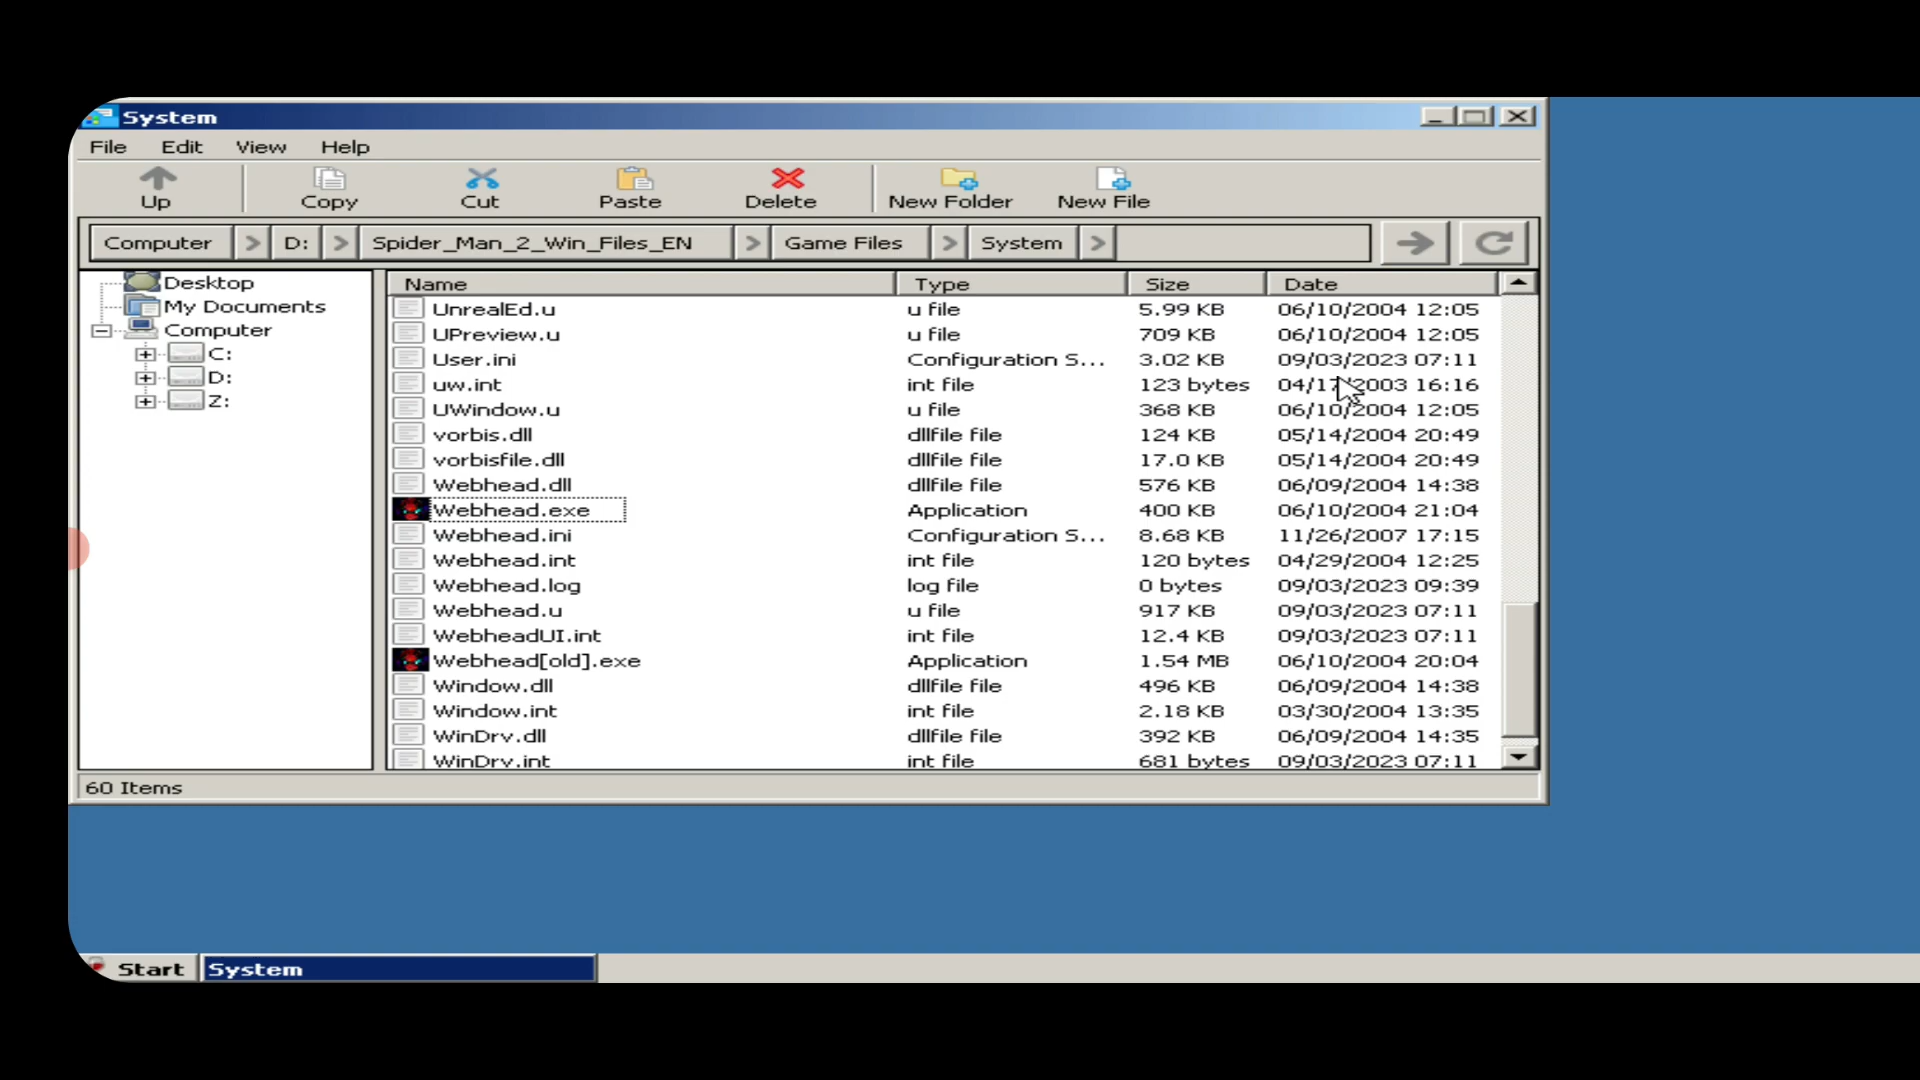 System
File Edit View Help
Up Copy Cut Paste Delete New Folder New File
Computer > D: > Spider_Man_2_Win_Files_EN > Game Files > System >
Desktop
My Documents
Computer
C:
D:
Z:
Name Type Size Date
UnrealEd.u u file 5.99 KB 06/10/2004 12:05
UPreview.u u file 709 KB 06/10/2004 12:05
User.ini Configuration S... 3.02 KB 09/03/2023 07:11
uw.int int file 123 bytes 04/17/2003 16:16
UWindow.u u file 368 KB 06/10/2004 12:05
vorbis.dll dllfile file 124 KB 05/14/2004 20:49
vorbisfile.dll dllfile file 17.0 KB 05/14/2004 20:49
Webhead.dll dllfile file 576 KB 06/09/2004 14:38
Webhead.exe Application 400 KB 06/10/2004 21:04
Webhead.ini Configuration S... 8.68 KB 11/26/2007 17:15
Webhead.int int file 120 bytes 04/29/2004 12:25
Webhead.log log file 0 bytes 09/03/2023 09:39
Webhead.u u file 917 KB 09/03/2023 07:11
WebheadUI.int int file 12.4 KB 09/03/2023 07:11
Webhead[old].exe Application 1.54 MB 06/10/2004 20:04
Window.dll dllfile file 496 KB 06/09/2004 14:38
Window.int int file 2.18 KB 03/30/2004 13:35
WinDrv.dll dllfile file 392 KB 06/09/2004 14:35
WinDrv.int int file 681 bytes 09/03/2023 07:11
60 Items
Start System